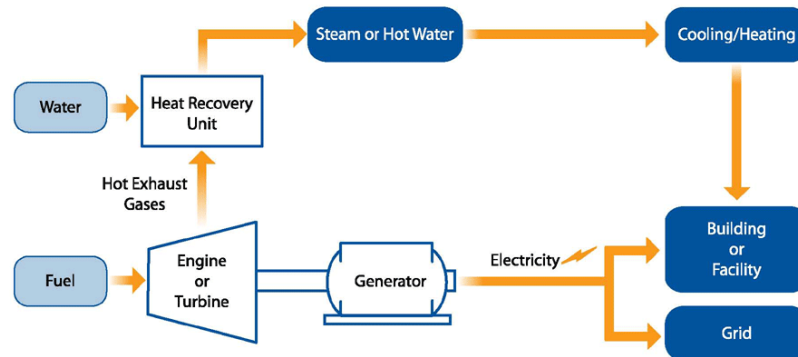 Steam or Hot Water
Cooling/Heating
Water
Heat Recovery
Unit
Hot Exhaust
Gases
Fuel
Engine
or
Turbine
Generator
Electricity
Building
or
Facility
Grid